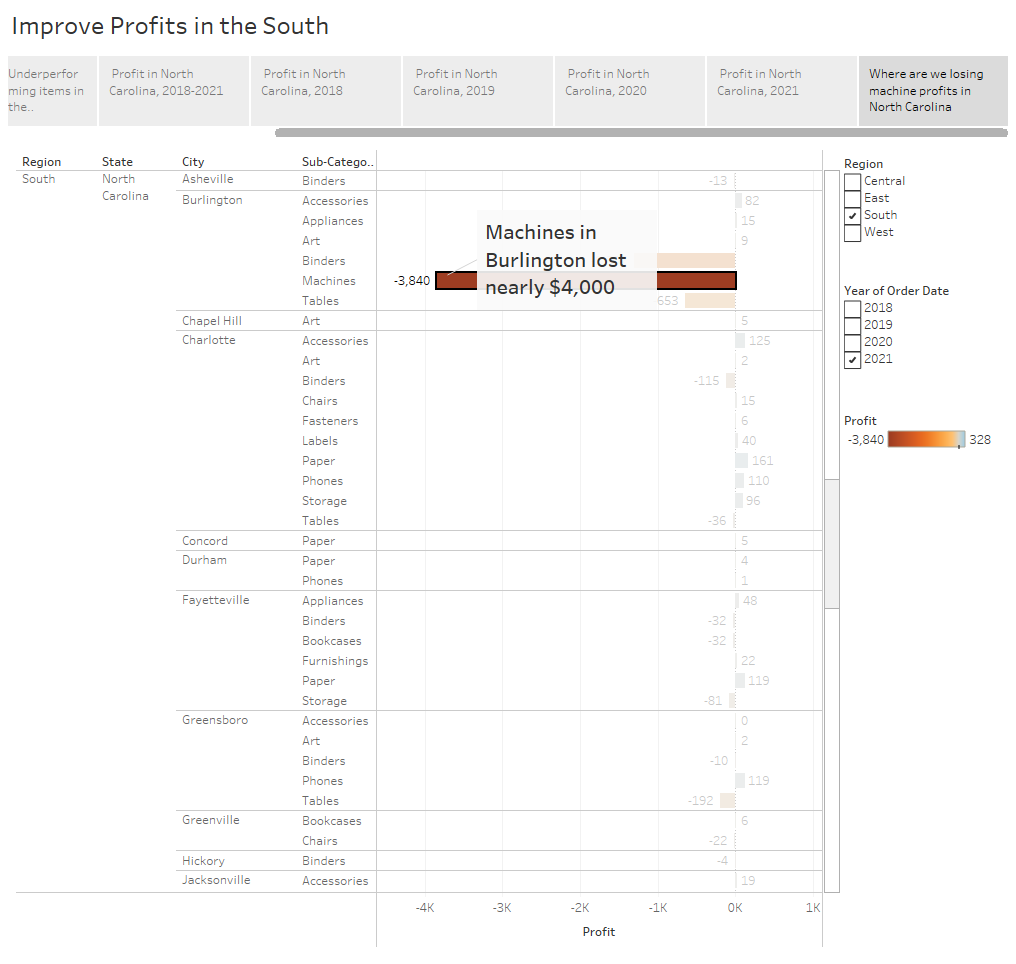 Improve Profits in the South
Underperfor
ming items in
the..
Profit in North
Carolina, 2018-2021
Profit in North
Carolina, 2018
Profit in North
Carolina, 2019
Profit in North
Carolina, 2020
Profit in North
Carolina, 2021
Where are we losing
machine profits in
North Carolina
Region State City Sub-Catego..
South North Carolina Asheville Binders -13
Burlington Accessories 82
Appliances 15
Art 9
Binders
Machines -3,840
Tables 653
Machines in
Burlington lost
nearly $4,000
Chapel Hill Art 5
Charlotte Accessories 125
Art 2
Binders -115
Chairs 15
Fasteners 6
Labels 40
Paper 161
Phones 110
Storage 96
Tables -36
Concord Paper 5
Durham Paper 4
Phones 1
Fayetteville Appliances 48
Binders -32
Bookcases -32
Furnishings 22
Paper 119
Storage -81
Greensboro Accessories 0
Art 2
Binders -10
Phones 119
Tables -192
Greenville Bookcases 6
Chairs -22
Hickory Binders -4
Jacksonville Accessories 19
-4K -3K -2K -1K 0K 1K
Profit
Region
Central
East
South
West
Year of Order Date
2018
2019
2020
2021
Profit
-3,840 328